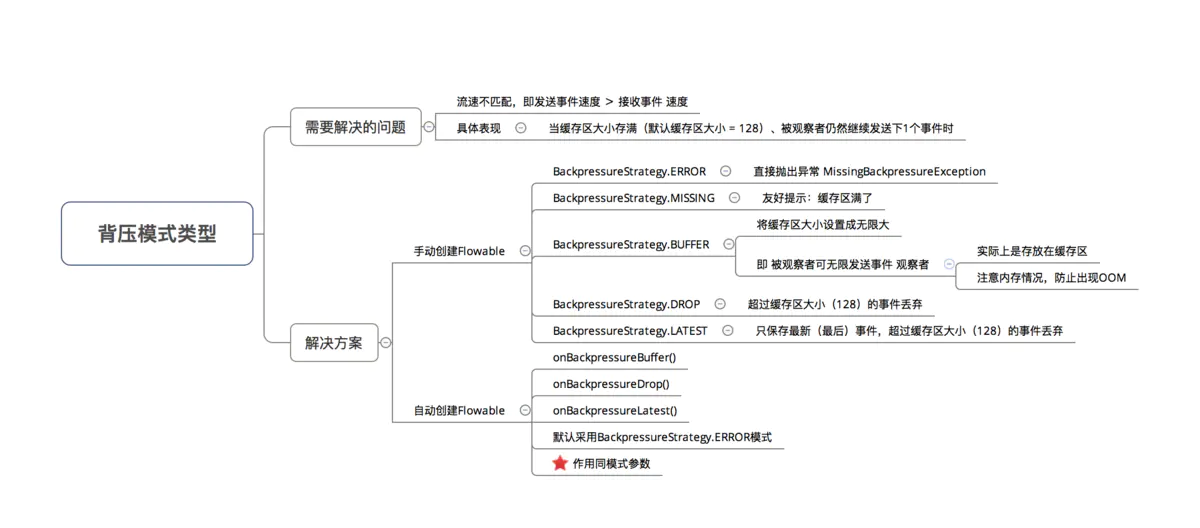 背压模式类型
需要解决的问题
流速不匹配，即发送事件速度 > 接收事件 速度
具体表现
当缓存区大小存满（默认缓存区大小 = 128）、被观察者仍然继续发送下1个事件时
解决方案
手动创建Flowable
BackpressureStrategy.ERROR
直接抛出异常 MissingBackpressureException
BackpressureStrategy.MISSING
友好提示：缓存区满了
BackpressureStrategy.BUFFER
将缓存区大小设置成无限大
即 被观察者可无限发送事件 观察者
实际上是存放在缓存区
注意内存情况，防止出现OOM
BackpressureStrategy.DROP
超过缓存区大小（128）的事件丢弃
BackpressureStrategy.LATEST
只保存最新（最后）事件，超过缓存区大小（128）的事件丢弃
自动创建Flowable
onBackpressureBuffer()
onBackpressureDrop()
onBackpressureLatest()
默认采用BackpressureStrategy.ERROR模式
作用同模式参数